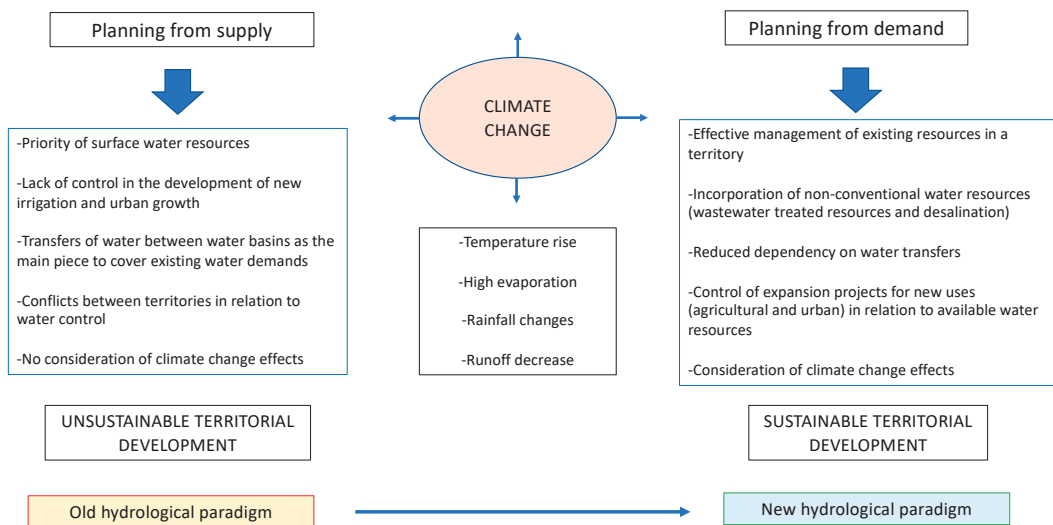 Planning from supply
-Priority of surface water resources
-Lack of control in the development of new
irrigation and urban growth
-Transfers of water between water basins as the
main piece to cover existing water demands
-Conflicts between territories in relation to
water control
-No consideration of climate change effects
UNSUSTAINABLE TERRITORIAL
DEVELOPMENT
Old hydrological paradigm
CLIMATE
CHANGE
-Temperature rise
-High evaporation
-Rainfall changes
-Runoff decrease
Planning from demand
-Effective management of existing resources in a
territory
-Incorporation of non-conventional water resources
(wastewater treated resources and desalination)
-Reduced dependency on water transfers
-Control of expansion projects for new uses
(agricultural and urban) in relation to available water
resources
-Consideration of climate change effects
SUSTAINABLE TERRITORIAL
DEVELOPMENT
New hydrological paradigm